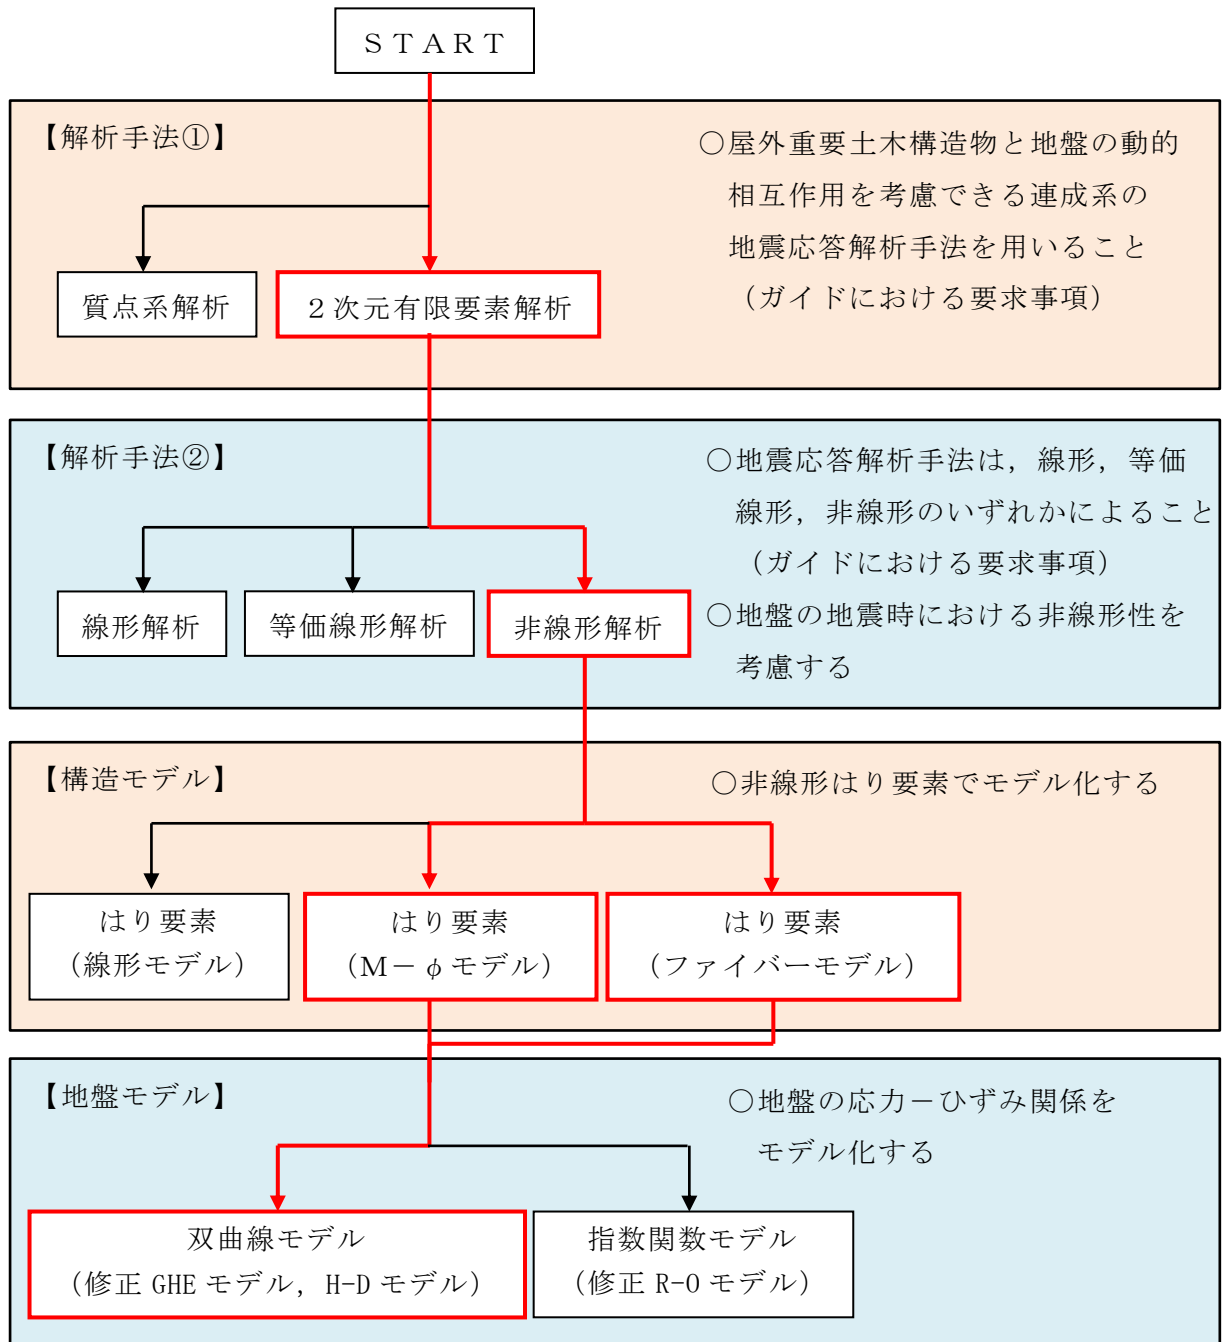 ＳＴＡＲＴ
【解析手法①】
○屋外重要土木構造物と地盤の動的
相互作用を考慮できる連成系の
地震応答解析手法を用いること
（ガイドにおける要求事項）
質点系解析
２次元有限要素解析
【解析手法②】
○地震応答解析手法は，線形，等価
線形，非線形のいずれかによること
（ガイドにおける要求事項）
○地盤の地震時における非線形性を
考慮する
線形解析
等価線形解析
非線形解析
【構造モデル】
○非線形はり要素でモデル化する
はり要素
（線形モデル）
はり要素
（Ｍ－φモデル）
はり要素
（ファイバーモデル）
【地盤モデル】
○地盤の応力－ひずみ関係を
モデル化する
双曲線モデル
（修正 GHE モデル，H-D モデル）
指数関数モデル
（修正 R-O モデル）